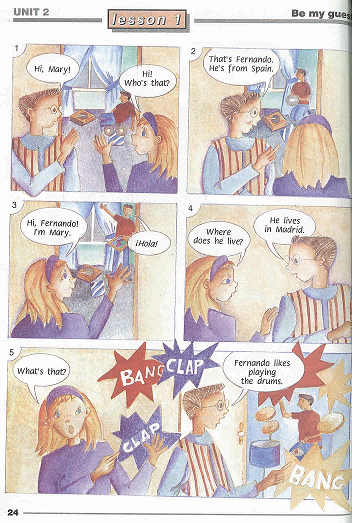 UNIT 2
lesson 1
Be my gues
1
Hi, Mary!
Hi!
Who's that?
2
That's Fernando.
He's from Spain.
3
Hi, Fernando!
I'm Mary.
¡Hola!
4
Where
does he live?
He lives
in Madrid.
5
What's that?
BANG
CLAP
CLAP
Fernando likes
playing
the drums.
BANG
24